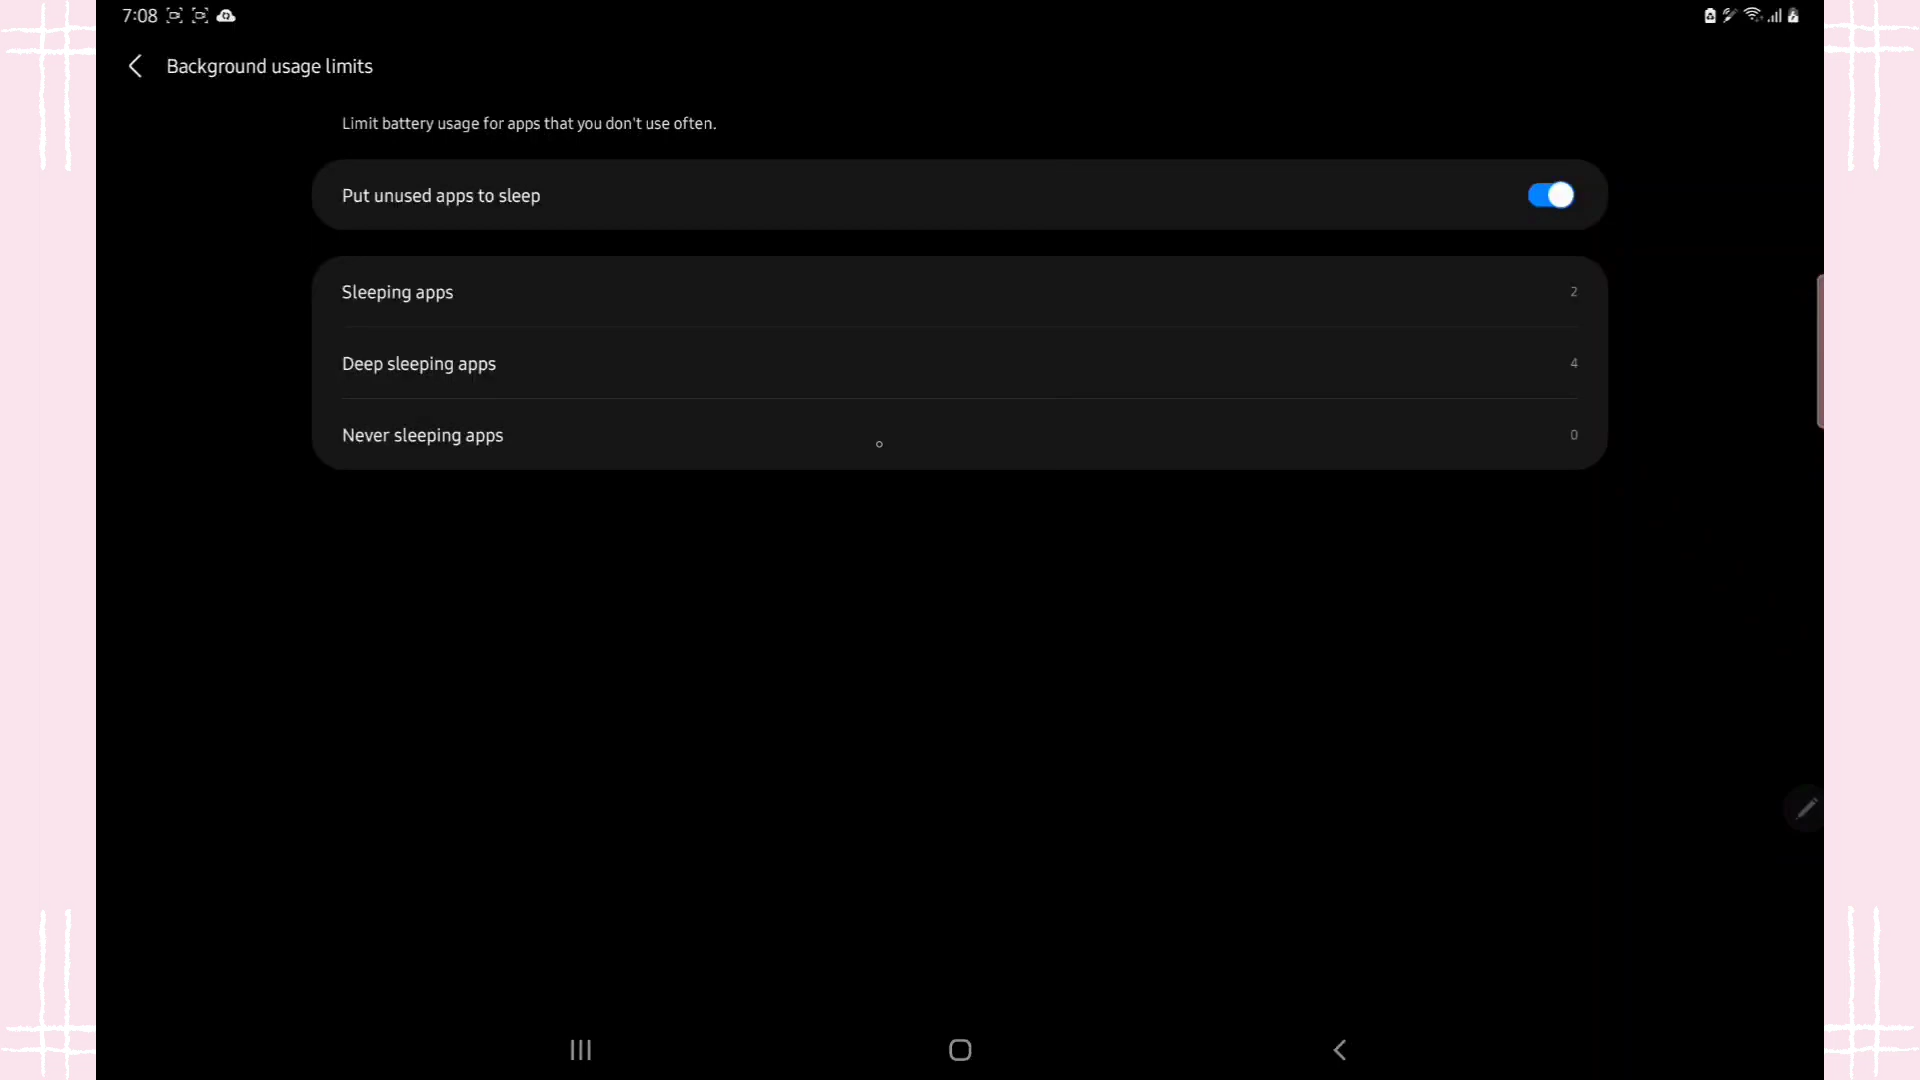 7:08
Background usage limits
Limit battery usage for apps that you don't use often.
Put unused apps to sleep
Sleeping apps 2
Deep sleeping apps 4
Never sleeping apps 0